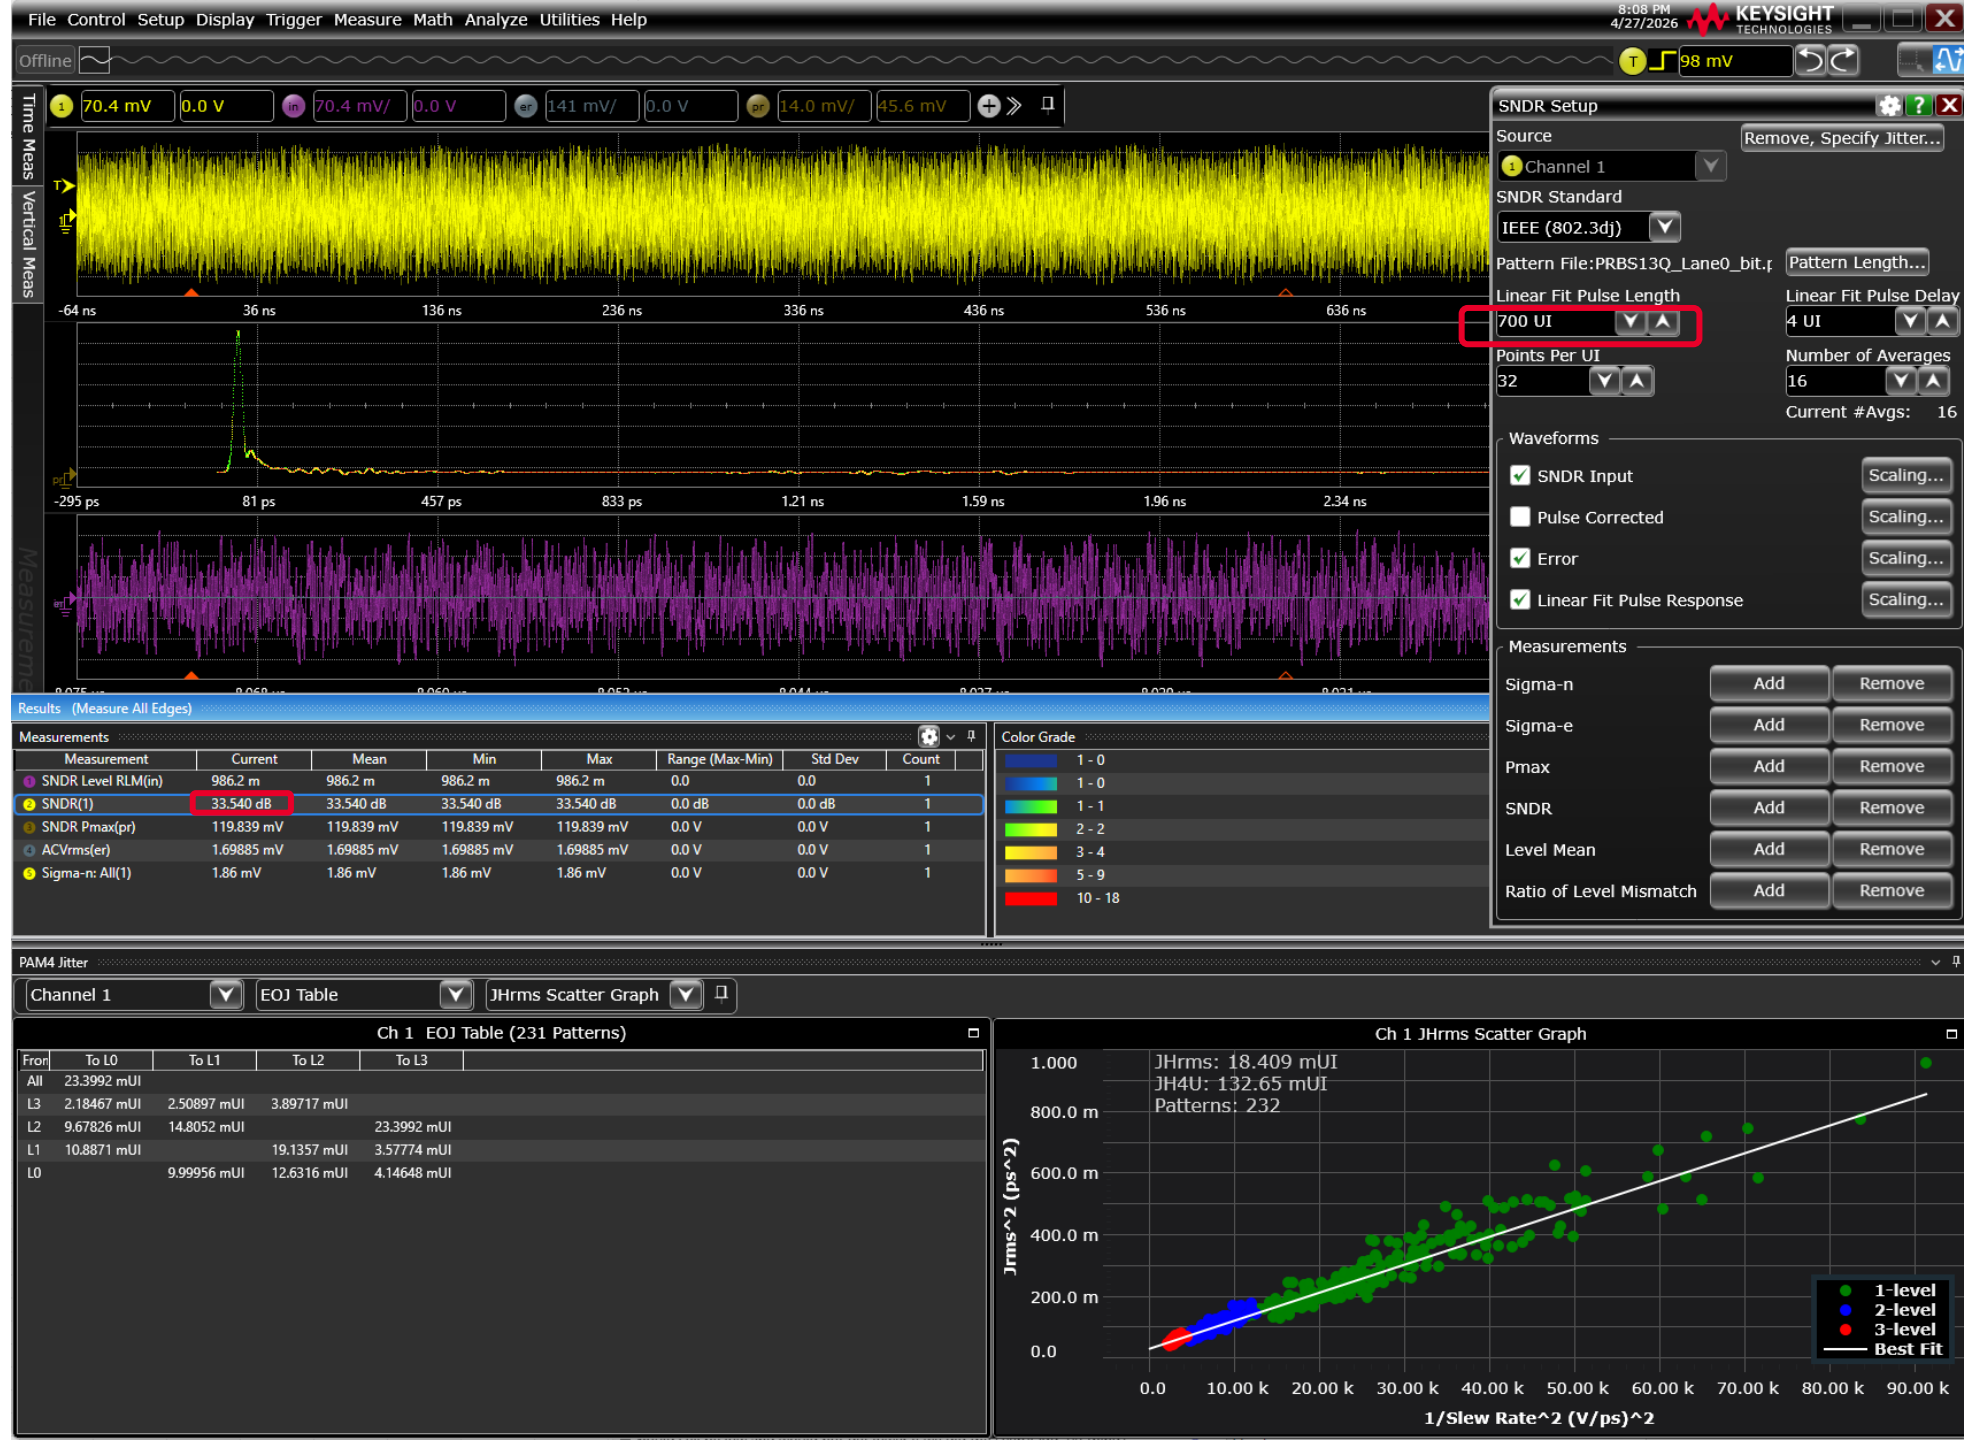 File Control Setup Display Trigger Measure Math Analyze Utilities Help
8:08 PM
4/27/2026
KEYSIGHT
TECHNOLOGIES
Offline
T 98 mV
Time Meas
Vertical Meas
Measureme
1 70.4 mV 0.0 V in 70.4 mV/ 0.0 V er 141 mV/ 0.0 V pr 14.0 mV/ 45.6 mV
-64 ns 36 ns 136 ns 236 ns 336 ns 436 ns 536 ns 636 ns
-295 ps 81 ps 457 ps 833 ps 1.21 ns 1.59 ns 1.96 ns 2.34 ns
SNDR Setup
Source
Remove, Specify Jitter...
1 Channel 1
SNDR Standard
IEEE (802.3dj)
Pattern File:PRBS13Q_Lane0_bit.p
Pattern Length...
Linear Fit Pulse Length Linear Fit Pulse Delay
700 UI 4 UI
Points Per UI Number of Averages
32 16
Current #Avgs: 16
Waveforms
SNDR Input Scaling...
Pulse Corrected Scaling...
Error Scaling...
Linear Fit Pulse Response Scaling...
Measurements
Sigma-n Add Remove
Sigma-e Add Remove
Pmax Add Remove
SNDR Add Remove
Level Mean Add Remove
Ratio of Level Mismatch Add Remove
Results (Measure All Edges)
Measurements
Measurement Current Mean Min Max Range (Max-Min) Std Dev Count
1 SNDR Level RLM(in) 986.2 m 986.2 m 986.2 m 986.2 m 0.0 0.0 1
2 SNDR(1) 33.540 dB 33.540 dB 33.540 dB 33.540 dB 0.0 dB 0.0 dB 1
3 SNDR Pmax(pr) 119.839 mV 119.839 mV 119.839 mV 119.839 mV 0.0 V 0.0 V 1
4 ACVrms(er) 1.69885 mV 1.69885 mV 1.69885 mV 1.69885 mV 0.0 V 0.0 V 1
5 Sigma-n: All(1) 1.86 mV 1.86 mV 1.86 mV 1.86 mV 0.0 V 0.0 V 1
Color Grade
1 - 0
1 - 0
1 - 1
2 - 2
3 - 4
5 - 9
10 - 18
PAM4 Jitter
Channel 1 EOJ Table JHrms Scatter Graph
Ch 1 EOJ Table (231 Patterns)
Fron To L0 To L1 To L2 To L3
All 23.3992 mUI
L3 2.18467 mUI 2.50897 mUI 3.89717 mUI
L2 9.67826 mUI 14.8052 mUI 23.3992 mUI
L1 10.8871 mUI 19.1357 mUI 3.57774 mUI
L0 9.99956 mUI 12.6316 mUI 4.14648 mUI
Ch 1 JHrms Scatter Graph
JHrms: 18.409 mUI
JH4U: 132.65 mUI
Patterns: 232
Jrms^2 (ps^2)
1.000
800.0 m
600.0 m
400.0 m
200.0 m
0.0
1-level
2-level
3-level
Best Fit
0.0 10.00 k 20.00 k 30.00 k 40.00 k 50.00 k 60.00 k 70.00 k 80.00 k 90.00 k
1/Slew Rate^2 (V/ps)^2